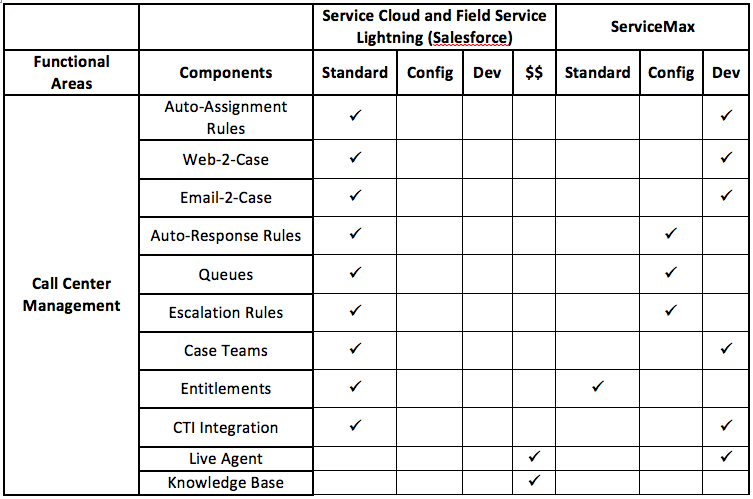 Service Cloud and Field Service
Lightning (Salesforce)
ServiceMax
Functional
Areas
Components
Standard
Config
Dev
$$
Standard
Config
Dev
Call Center
Management
Auto-Assignment
Rules
✓
✓
Web-2-Case
✓
✓
Email-2-Case
✓
✓
Auto-Response Rules
✓
✓
Queues
✓
✓
Escalation Rules
✓
✓
Case Teams
✓
✓
Entitlements
✓
✓
CTI Integration
✓
✓
Live Agent
✓
✓
Knowledge Base
✓